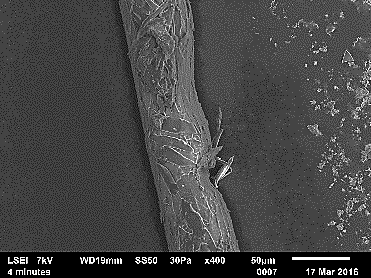 LSEI 7kV WD19mm SS50 30Pa x400 50µm
4 minutes 0007 17 Mar 2016